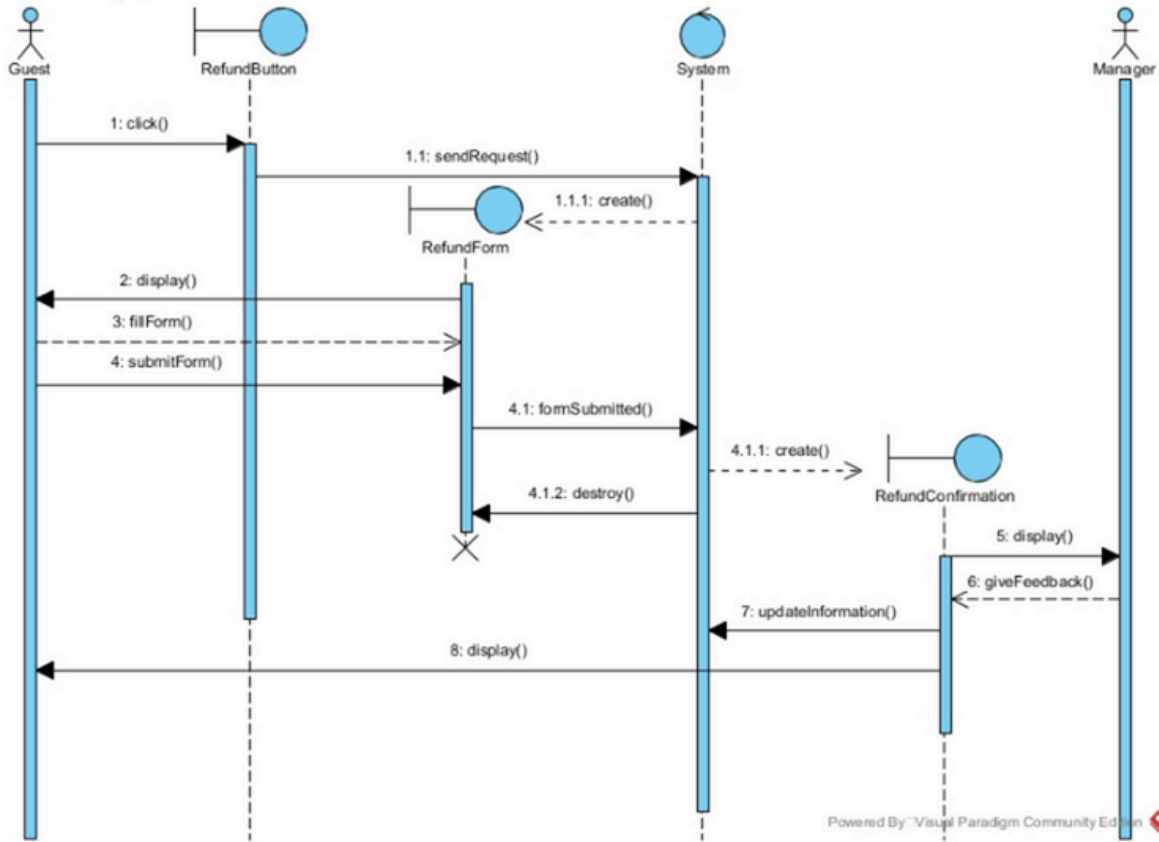 Guest
RefundButton
System
Manager
1: click()
1.1: sendRequest()
1.1.1: create()
RefundForm
2: display()
3: fillForm()
4: submitForm()
4.1: formSubmitted()
4.1.1: create()
RefundConfirmation
4.1.2: destroy()
5: display()
6: giveFeedback()
7: updateInformation()
8: display()
Powered By Visual Paradigm Community Edition